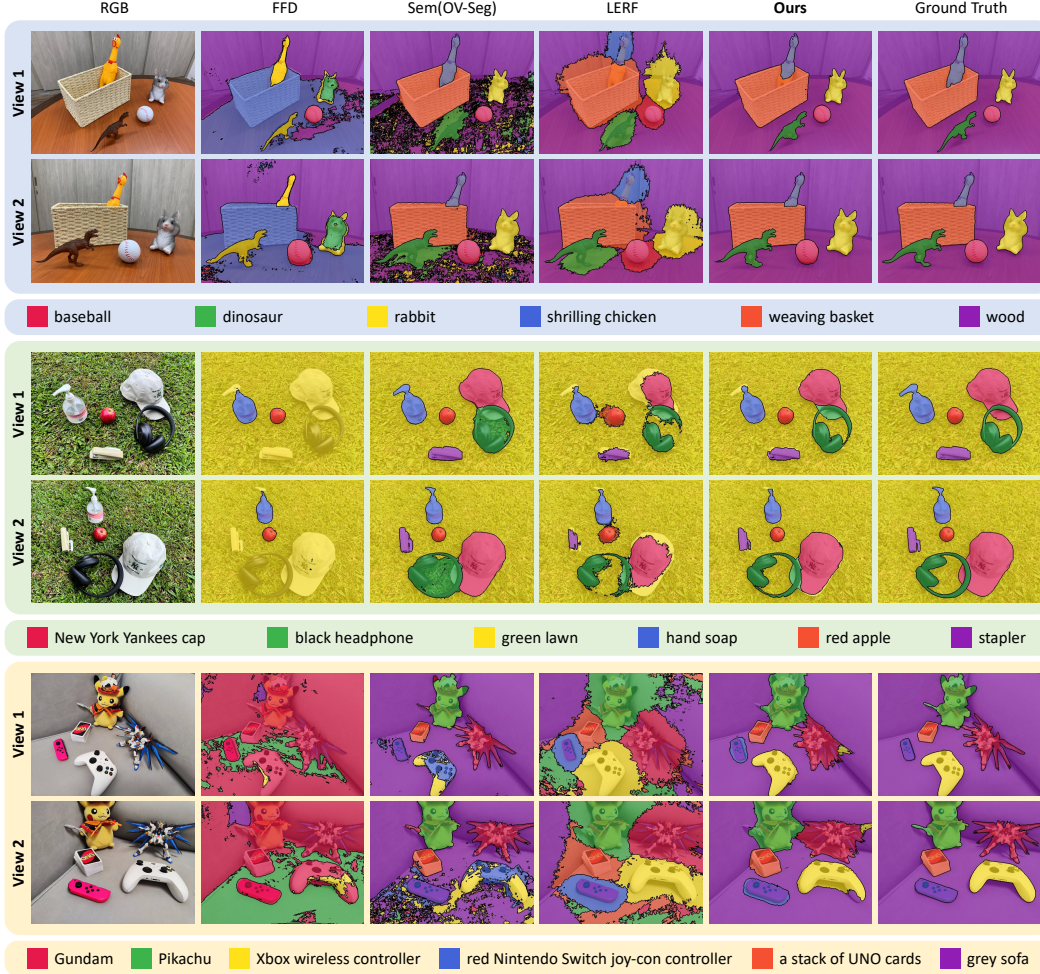 RGB FFD Sem(OV-Seg) LERF Ours Ground Truth
View 1
View 2
baseball dinosaur rabbit shrilling chicken weaving basket wood
View 1
View 2
New York Yankees cap black headphone green lawn hand soap red apple stapler
View 1
View 2
Gundam Pikachu Xbox wireless controller red Nintendo Switch joy-con controller a stack of UNO cards grey sofa